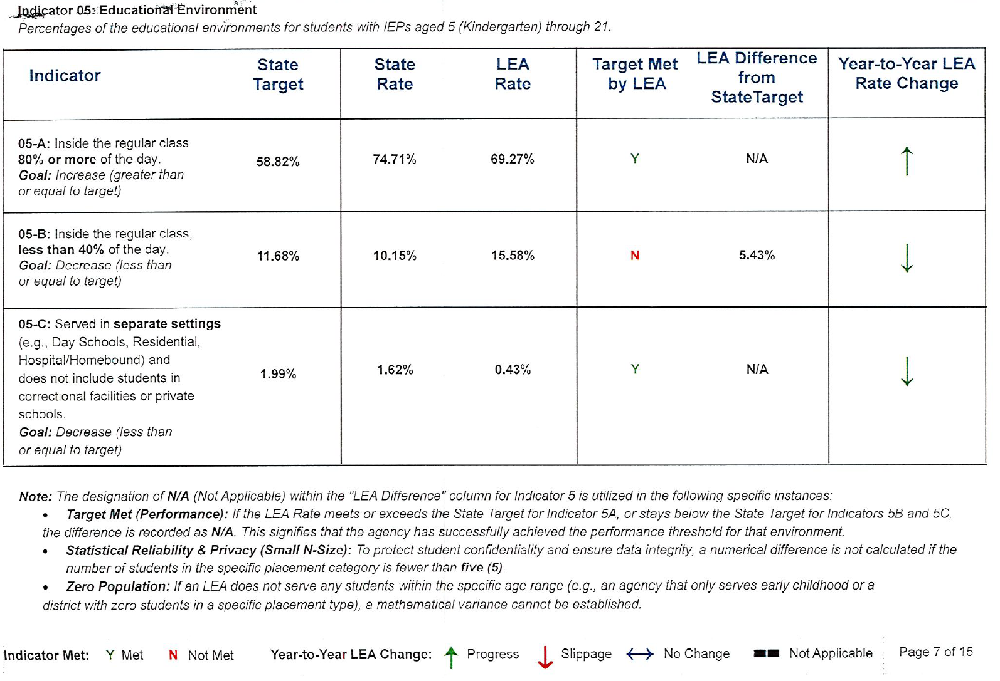 Indicator 05: Educational Environment
Percentages of the educational environments for students with IEPs aged 5 (Kindergarten) through 21.
Indicator
State Target
State Rate
LEA Rate
Target Met by LEA
LEA Difference from StateTarget
Year-to-Year LEA Rate Change
05-A: Inside the regular class
80% or more of the day.
Goal: Increase (greater than
or equal to target)
58.82%
74.71%
69.27%
Y
N/A
↑
05-B: Inside the regular class,
less than 40% of the day.
Goal: Decrease (less than
or equal to target)
11.68%
10.15%
15.58%
N
5.43%
↓
05-C: Served in separate settings
(e.g., Day Schools, Residential,
Hospital/Homebound) and
does not include students in
correctional facilities or private
schools.
Goal: Decrease (less than
or equal to target)
1.99%
1.62%
0.43%
Y
N/A
↓
Note: The designation of N/A (Not Applicable) within the "LEA Difference" column for Indicator 5 is utilized in the following specific instances:
• Target Met (Performance): If the LEA Rate meets or exceeds the State Target for Indicator 5A, or stays below the State Target for Indicators 5B and 5C,
the difference is recorded as N/A. This signifies that the agency has successfully achieved the performance threshold for that environment.
• Statistical Reliability & Privacy (Small N-Size): To protect student confidentiality and ensure data integrity, a numerical difference is not calculated if the
number of students in the specific placement category is fewer than five (5).
• Zero Population: If an LEA does not serve any students within the specific age range (e.g., an agency that only serves early childhood or a
district with zero students in a specific placement type), a mathematical variance cannot be established.
Indicator Met: Y Met N Not Met Year-to-Year LEA Change: ↑ Progress ↓ Slippage ↔ No Change ■■ Not Applicable Page 7 of 15